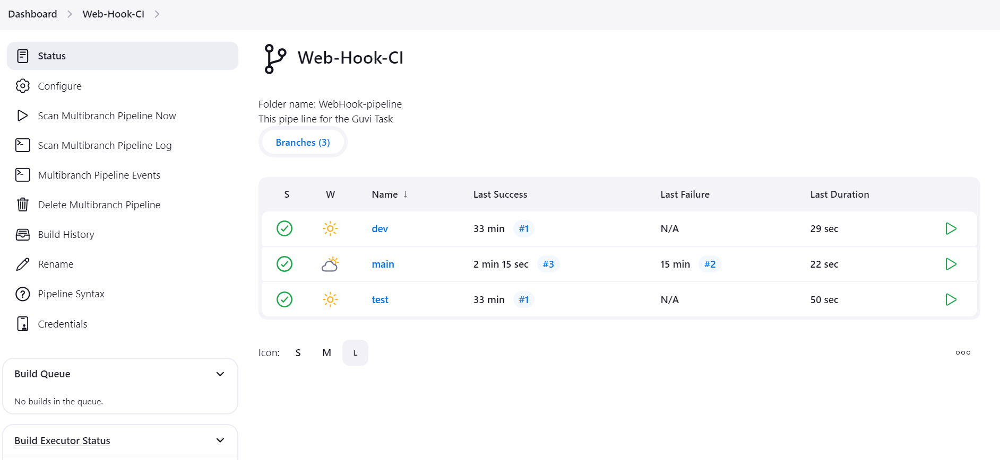 Dashboard Web-Hook-CI
Status
Configure
Scan Multibranch Pipeline Now
Scan Multibranch Pipeline Log
Multibranch Pipeline Events
Delete Multibranch Pipeline
Build History
Rename
Pipeline Syntax
Credentials
Build Queue
No builds in the queue.
Build Executor Status
Web-Hook-CI
Folder name: WebHook-pipeline
This pipe line for the Guvi Task
Branches (3)
S W Name ↓ Last Success Last Failure Last Duration
dev 33 min #1 N/A 29 sec
main 2 min 15 sec #3 15 min #2 22 sec
test 33 min #1 N/A 50 sec
Icon: S M L